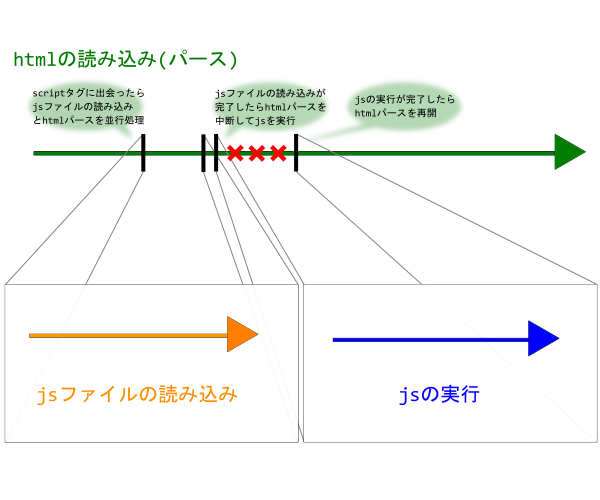 htmlの読み込み(パース)
scriptタグに出会ったら
jsファイルの読み込み
とhtmlパースを並行処理
jsファイルの読み込みが
完了したらhtmlパースを
中断してjsを実行
jsの実行が完了したら
htmlパースを再開
jsファイルの読み込み
jsの実行